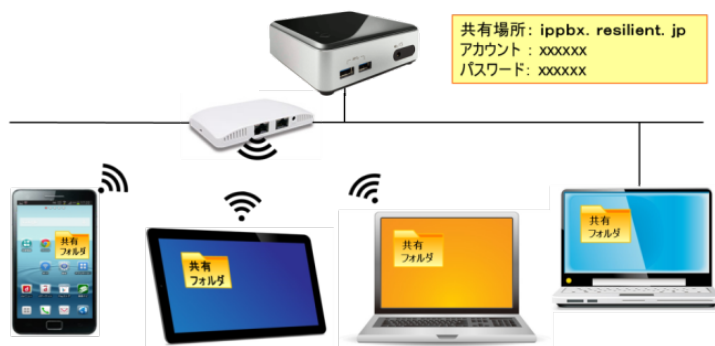 共有場所: ippbx. resilient. jp
アカウント : xxxxxx
パスワード: xxxxxx
共有
フォルダ
共有
フォルダ
共有
フォルダ
共有
フォルダ